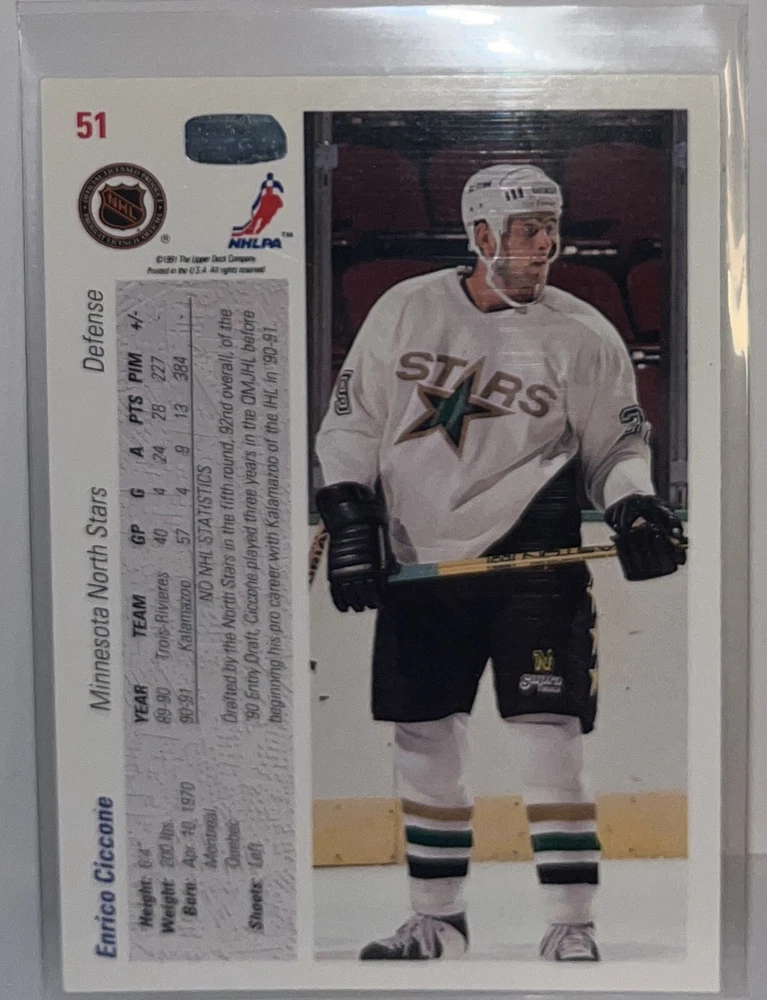 51
NHL
®
NHLPA
™
©1991 The Upper Deck Company
Printed in the U.S.A. All rights reserved
Enrico Ciccone Minnesota North Stars Defense
Height: 6'4"
Weight: 200 lbs.
Born: Apr. 10, 1970
Montreal,
Quebec
Shoots: Left
YEAR TEAM GP G A PTS PIM +/-
89-90 Trois-Rivieres 40 4 24 28 227
90-91 Kalamazoo 57 4 9 13 384 -
NO NHL STATISTICS
Drafted by the North Stars in the fifth round, 92nd overall, of the
'90 Entry Draft, Ciccone played three years in the QMJHL before
beginning his pro career with Kalamazoo of the IHL in '90-91.
STARS
N
Supra